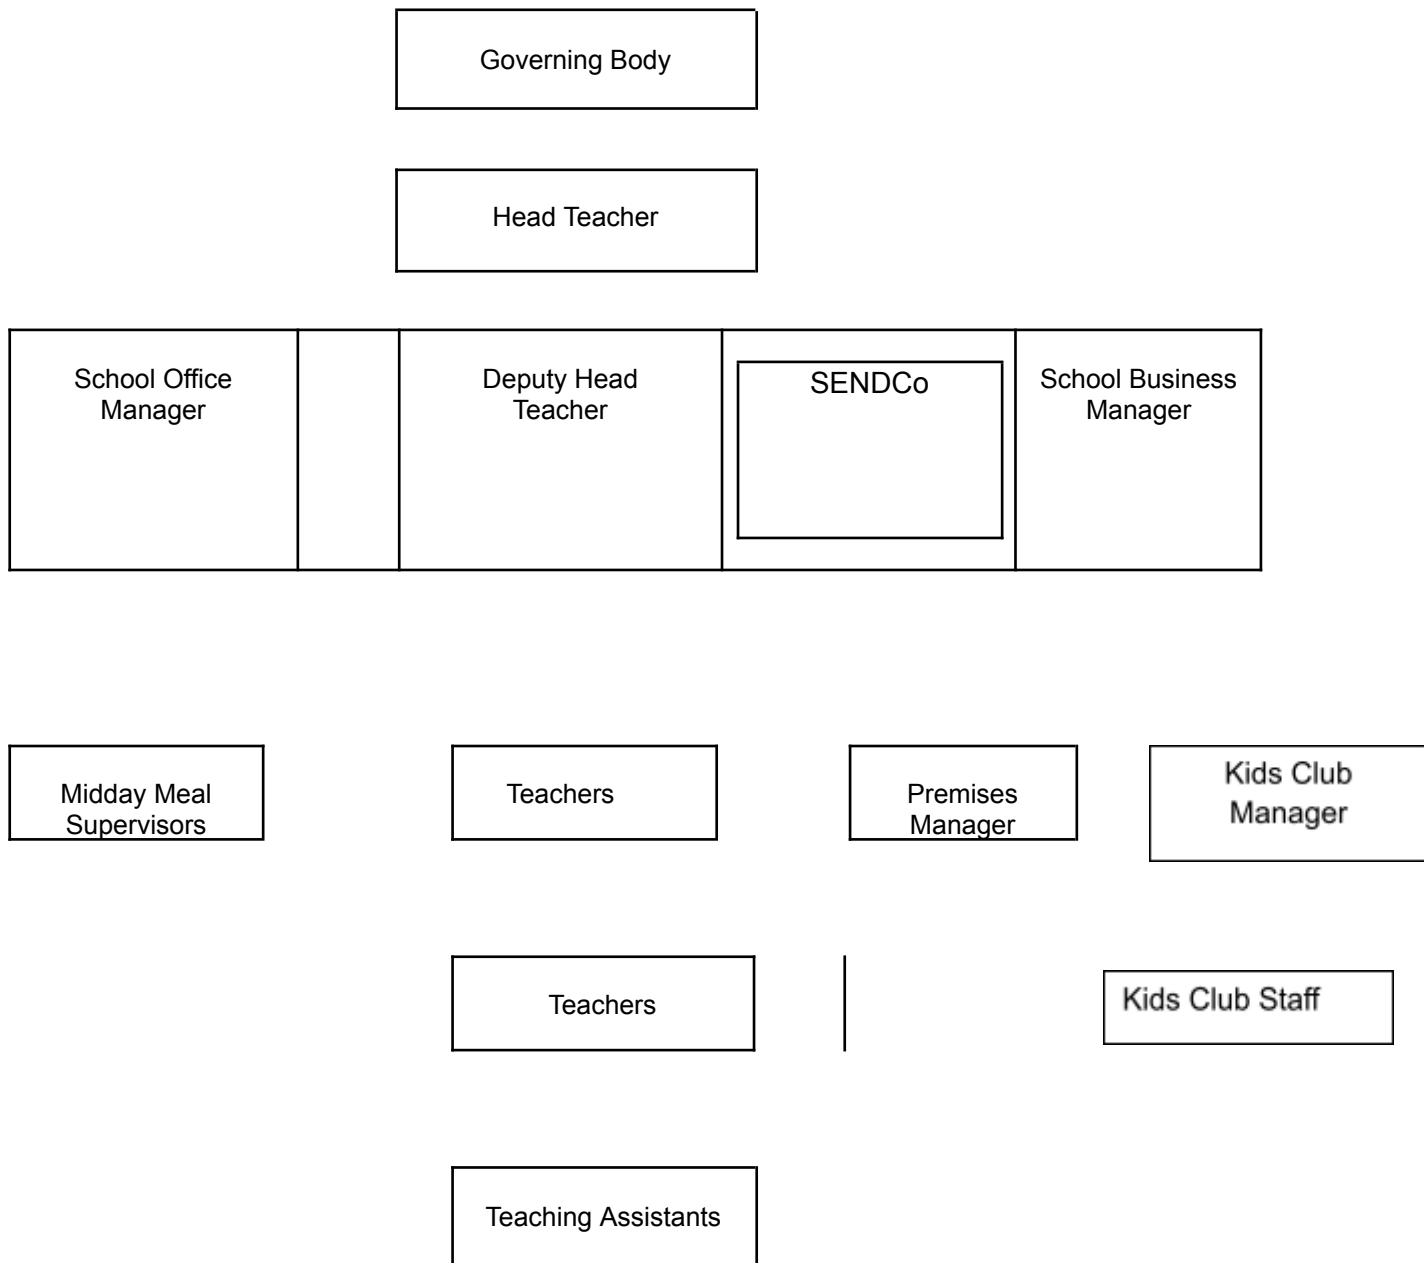 Governing Body
Head Teacher
School Office
Manager
Deputy Head
Teacher
SENDCo
School Business
Manager
Midday Meal
Supervisors
Teachers
Premises
Manager
Kids Club
Manager
Teachers
Kids Club Staff
Teaching Assistants